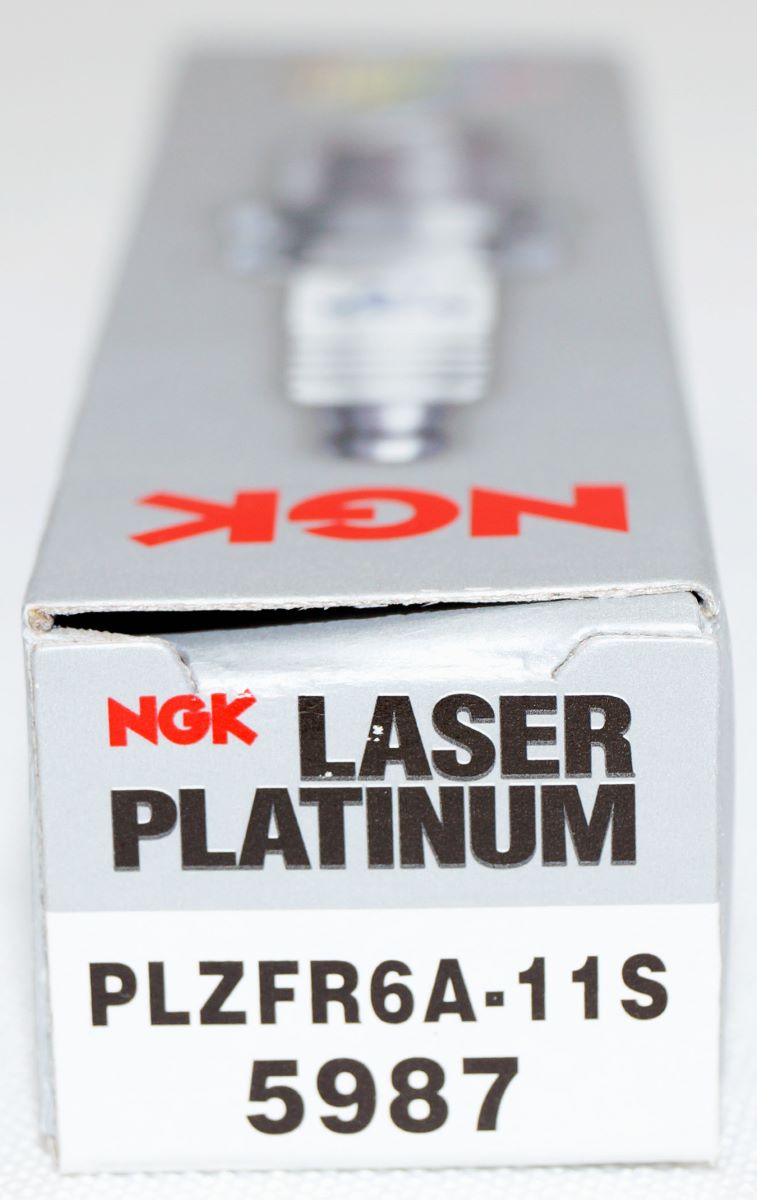 NGK
NGK LASER
PLATINUM
PLZFR6A-11S
5987